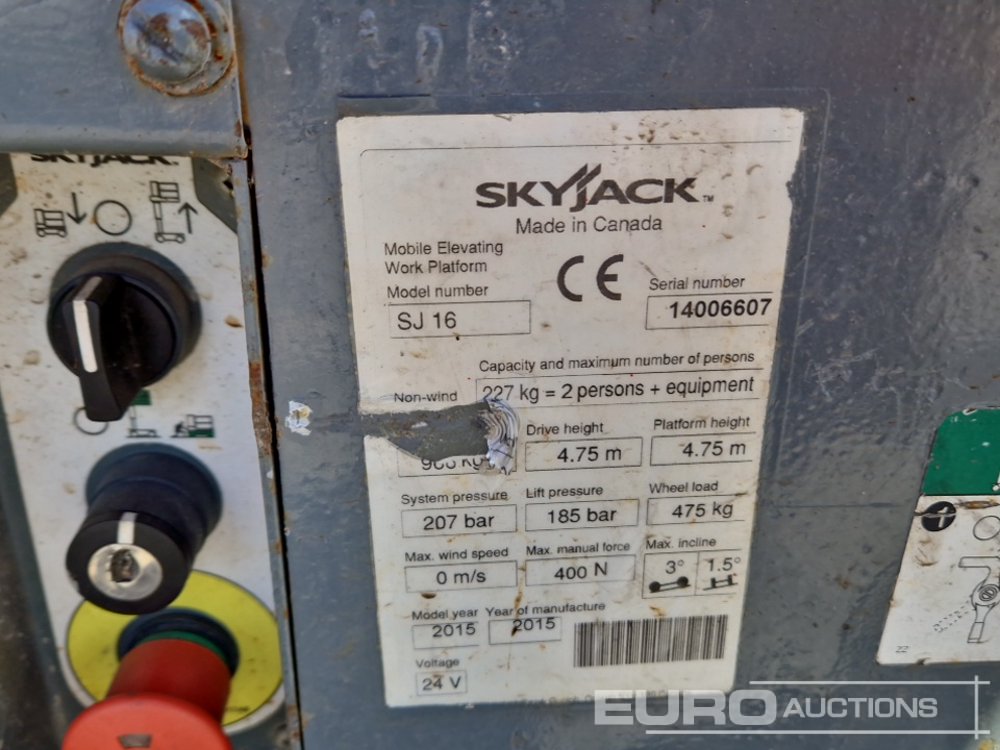 SKYJACK
SKYJACK™
Made in Canada
Mobile Elevating
Work Platform
CE
Model number
SJ 16
Serial number
14006607
Capacity and maximum number of persons
Non-wind
227 kg = 2 persons + equipment
Drive height
4.75 m
Platform height
4.75 m
System pressure
207 bar
Lift pressure
185 bar
Wheel load
475 kg
Max. wind speed
0 m/s
Max. manual force
400 N
Max. incline
3°
1.5°
Model year
2015
Year of manufacture
2015
Voltage
24 V
22
EURO AUCTIONS